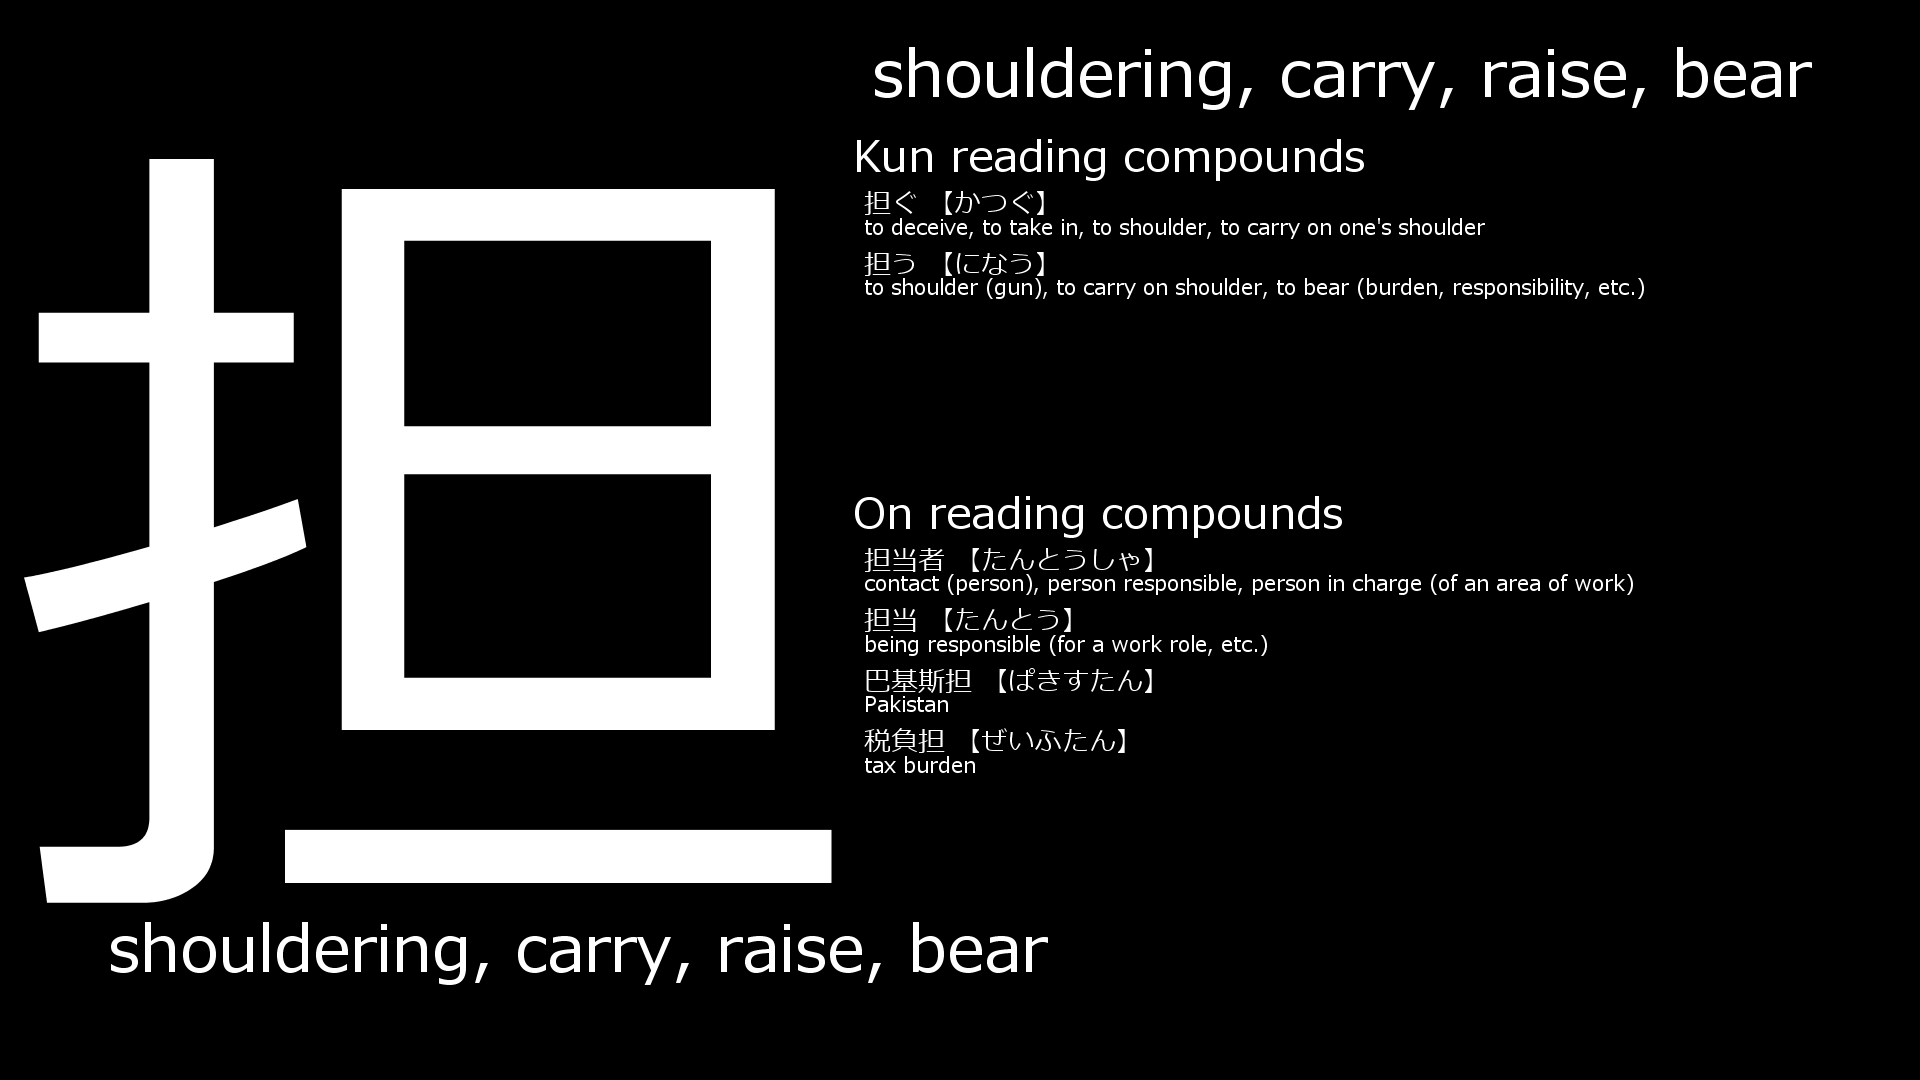 担
shouldering, carry, raise, bear
shouldering, carry, raise, bear
Kun reading compounds
担ぐ 【かつぐ】
to deceive, to take in, to shoulder, to carry on one's shoulder
担う 【になう】
to shoulder (gun), to carry on shoulder, to bear (burden, responsibility, etc.)
On reading compounds
担当者 【たんとうしゃ】
contact (person), person responsible, person in charge (of an area of work)
担当 【たんとう】
being responsible (for a work role, etc.)
巴基斯担 【ぱきすたん】
Pakistan
税負担 【ぜいふたん】
tax burden